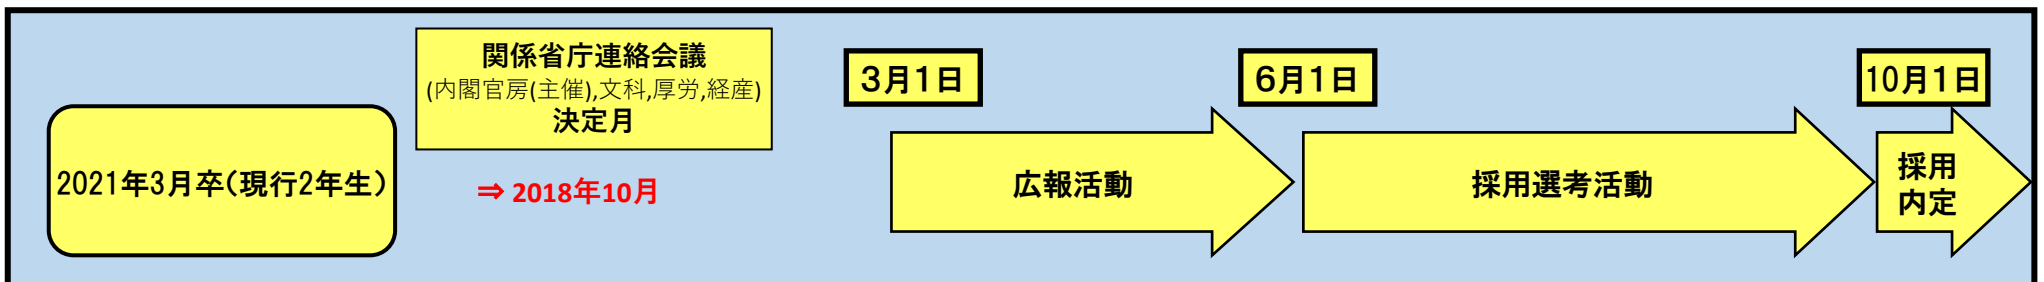 関係省庁連絡会議
(内閣官房(主催),文科,厚労,経産)
決定月
2021年3月卒(現行2年生)
⇒ 2018年10月
3月1日
6月1日
10月1日
広報活動
採用選考活動
採用
内定